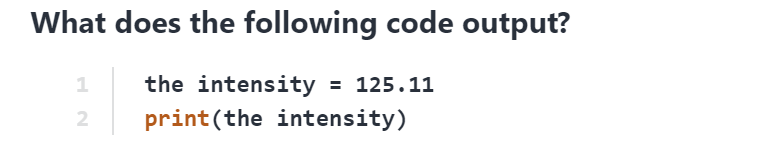 What does the following code output?
1 the intensity = 125.11
2 print(the intensity)